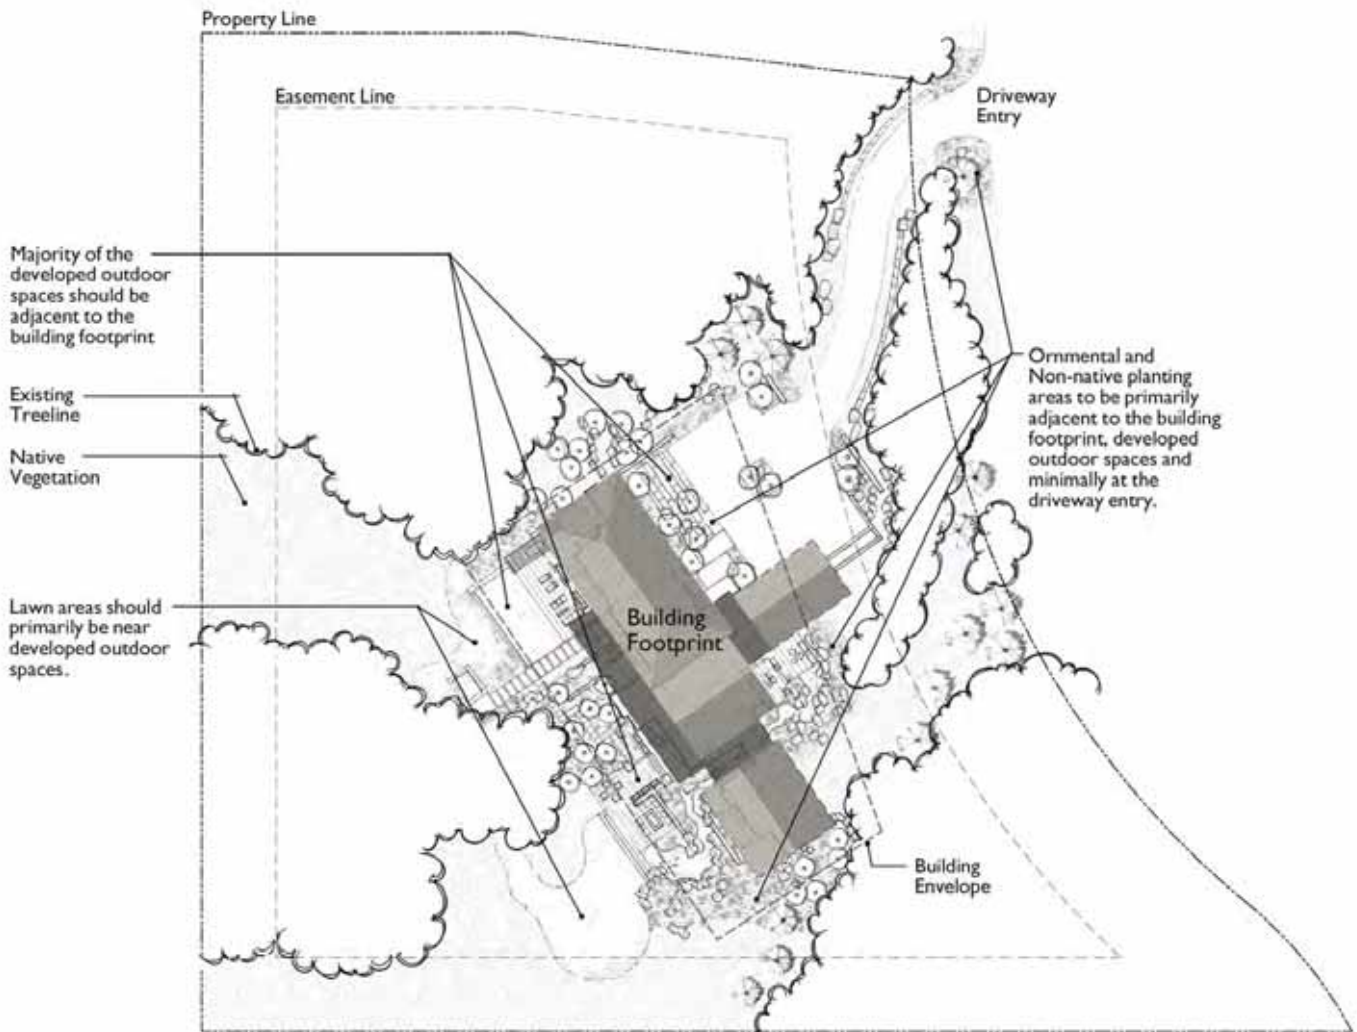 Property Line
Easement Line
Driveway
Entry
Majority of the
developed outdoor
spaces should be
adjacent to the
building footprint
Existing
Treeline
Native
Vegetation
Lawn areas should
primarily be near
developed outdoor
spaces.
Building
Footprint
Ornmental and
Non-native planting
areas to be primarily
adjacent to the building
footprint, developed
outdoor spaces and
minimally at the
driveway entry.
Building
Envelope